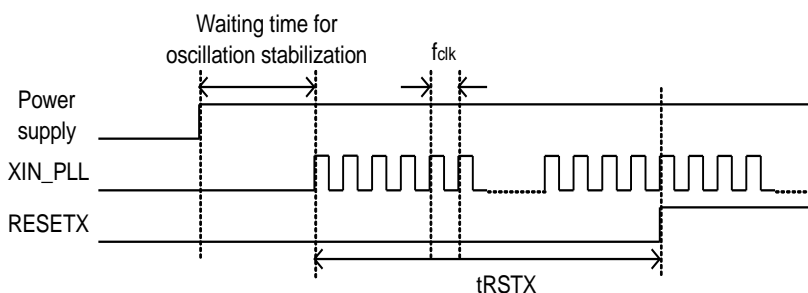 Waiting time for
oscillation stabilization
fclk
Power
supply
XIN_PLL
RESETX
tRSTX